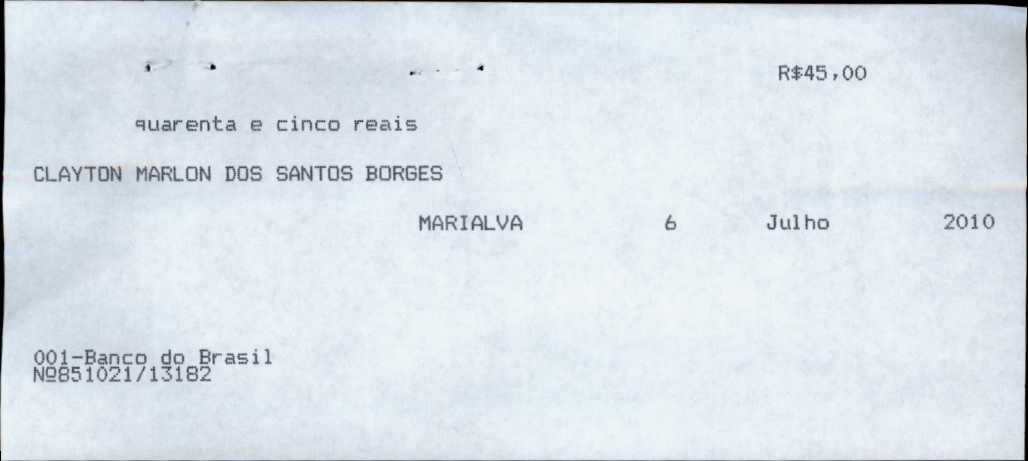 R$45,00
quarenta e cinco reais
CLAYTON MARLON DOS SANTOS BORGES
MARIALVA 6 Julho 2010
001-Banco do Brasil
Nº851021/13182